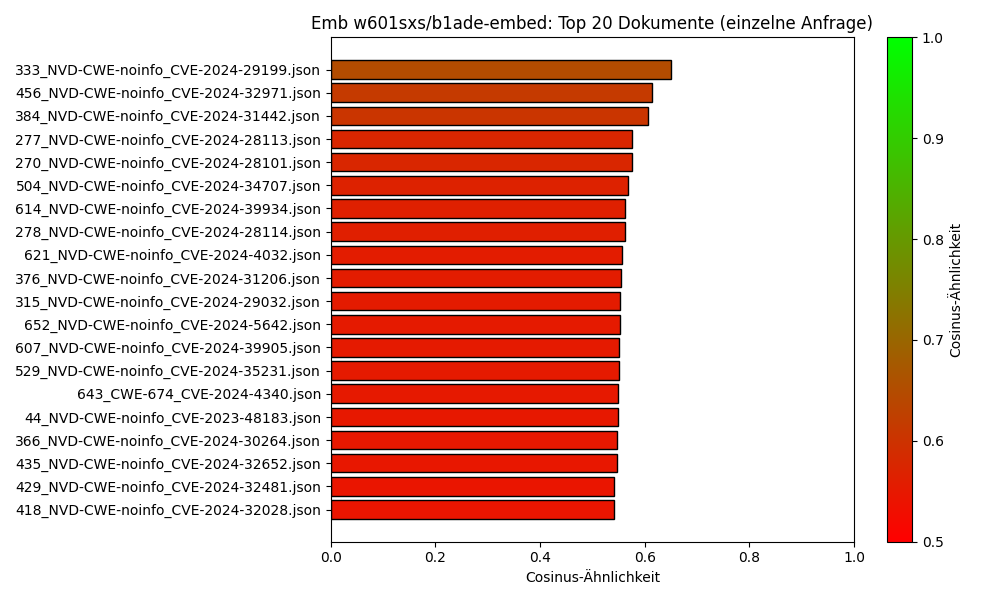 Emb w601sxs/b1ade-embed: Top 20 Dokumente (einzelne Anfrage)
333_NVD-CWE-noinfo_CVE-2024-29199.json
456_NVD-CWE-noinfo_CVE-2024-32971.json
384_NVD-CWE-noinfo_CVE-2024-31442.json
277_NVD-CWE-noinfo_CVE-2024-28113.json
270_NVD-CWE-noinfo_CVE-2024-28101.json
504_NVD-CWE-noinfo_CVE-2024-34707.json
614_NVD-CWE-noinfo_CVE-2024-39934.json
278_NVD-CWE-noinfo_CVE-2024-28114.json
621_NVD-CWE-noinfo_CVE-2024-4032.json
376_NVD-CWE-noinfo_CVE-2024-31206.json
315_NVD-CWE-noinfo_CVE-2024-29032.json
652_NVD-CWE-noinfo_CVE-2024-5642.json
607_NVD-CWE-noinfo_CVE-2024-39905.json
529_NVD-CWE-noinfo_CVE-2024-35231.json
643_CWE-674_CVE-2024-4340.json
44_NVD-CWE-noinfo_CVE-2023-48183.json
366_NVD-CWE-noinfo_CVE-2024-30264.json
435_NVD-CWE-noinfo_CVE-2024-32652.json
429_NVD-CWE-noinfo_CVE-2024-32481.json
418_NVD-CWE-noinfo_CVE-2024-32028.json
0.0 0.2 0.4 0.6 0.8 1.0
Cosinus-Ähnlichkeit
1.0
0.9
0.8
0.7
0.6
0.5
Cosinus-Ähnlichkeit